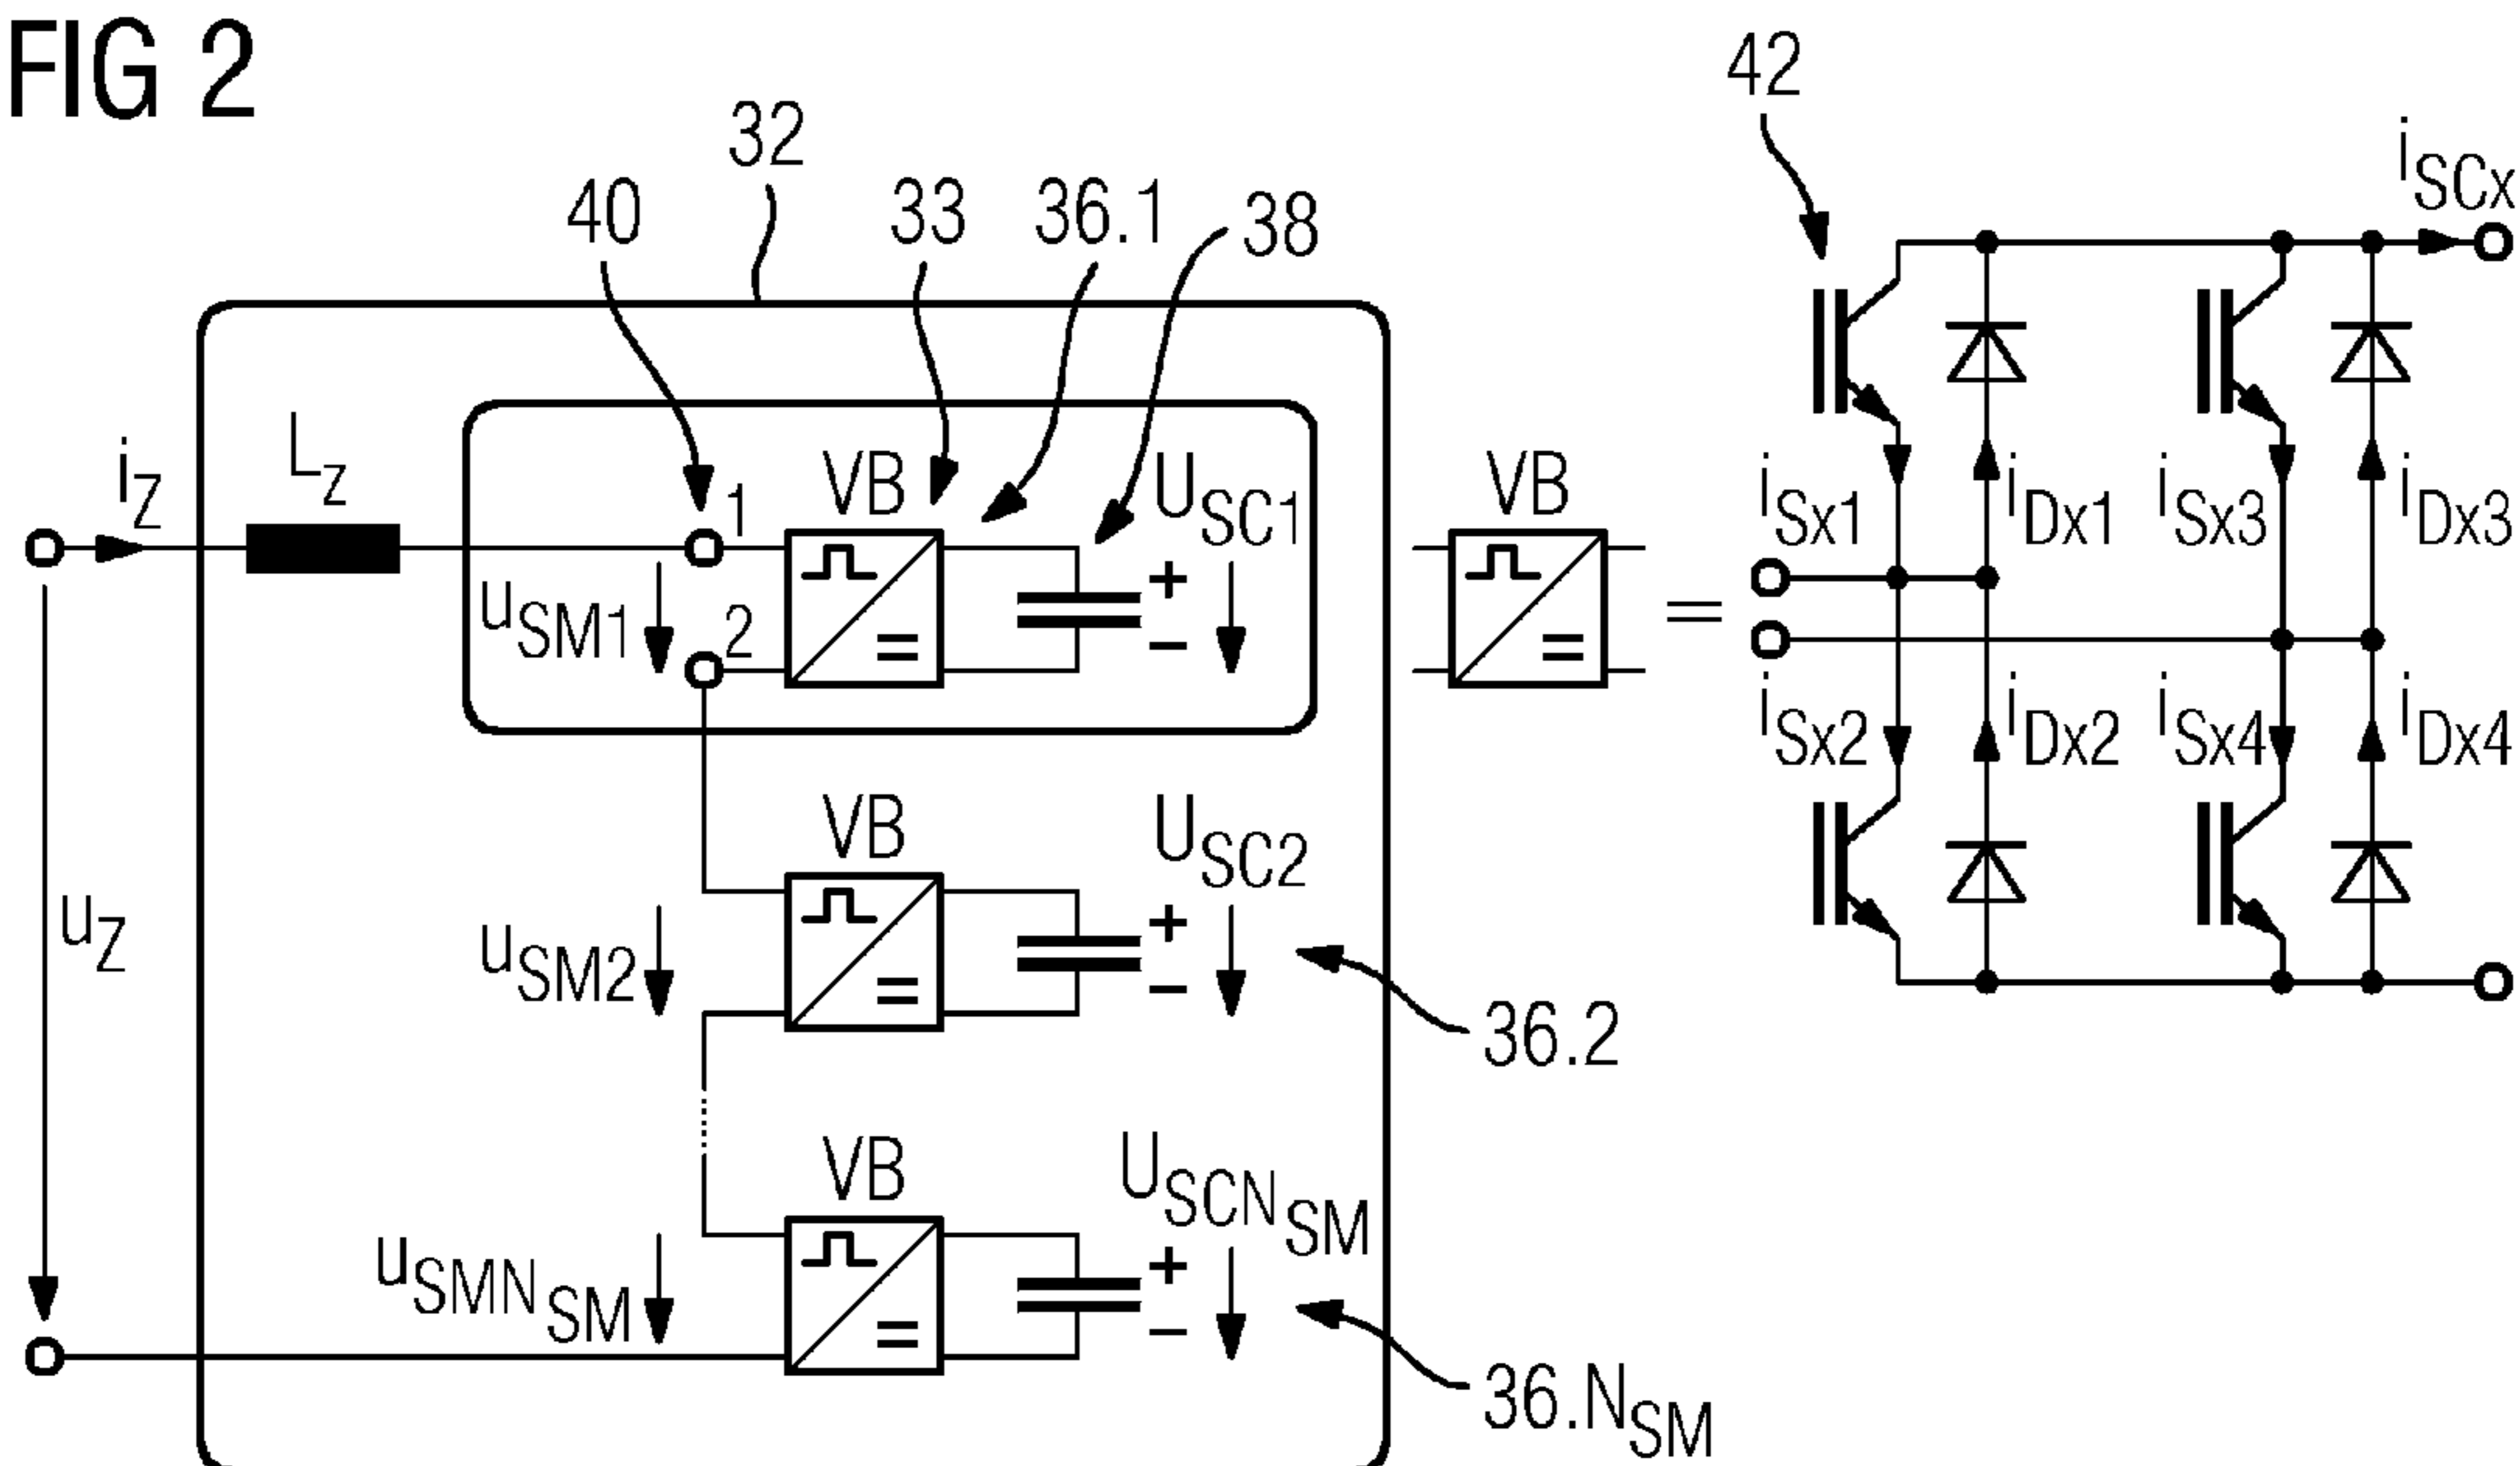 FIG 2
42
32
iSCx
40 33 36.1 38
iZ LZ
1 VB USC1
VB
iSx1 iDx1 iSx3 iDx3
uSM1 +
2 −
=
iSx2 iDx2 iSx4 iDx4
VB USC2
uZ uSM2 +
−
36.2
VB USCNSM
uSMNSM +
−
36.NSM